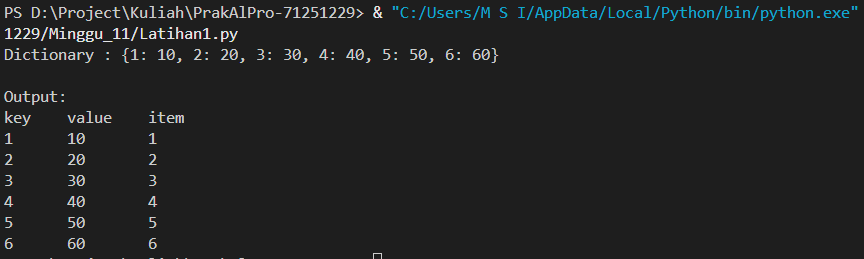 PS D:\Project\Kuliah\PrakAlPro-71251229> & "C:/Users/M S I/AppData/Local/Python/bin/python.exe"
1229/Minggu_11/Latihan1.py
Dictionary : {1: 10, 2: 20, 3: 30, 4: 40, 5: 50, 6: 60}
Output:
key value item
1 10 1
2 20 2
3 30 3
4 40 4
5 50 5
6 60 6